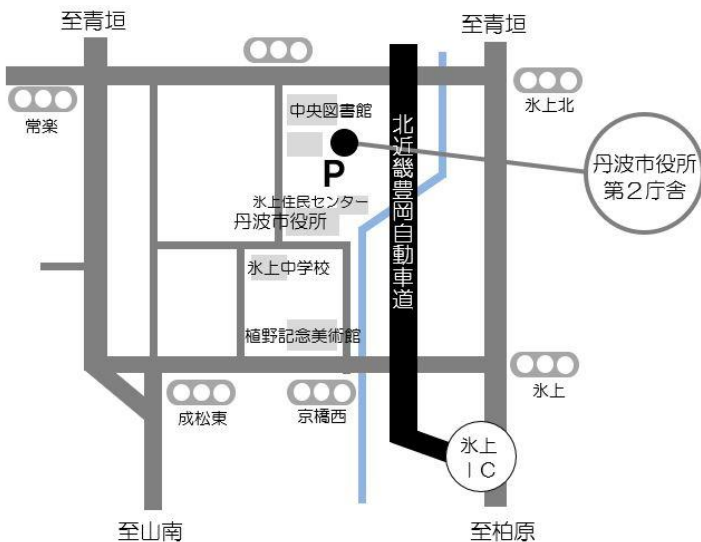 至青垣
至青垣
常楽
氷上北
中央図書館
P
北近畿豊岡自動車道
丹波市役所
第2庁舎
氷上住民センター
丹波市役所
氷上中学校
植野記念美術館
成松東
京橋西
氷上
氷上
IC
至山南
至柏原